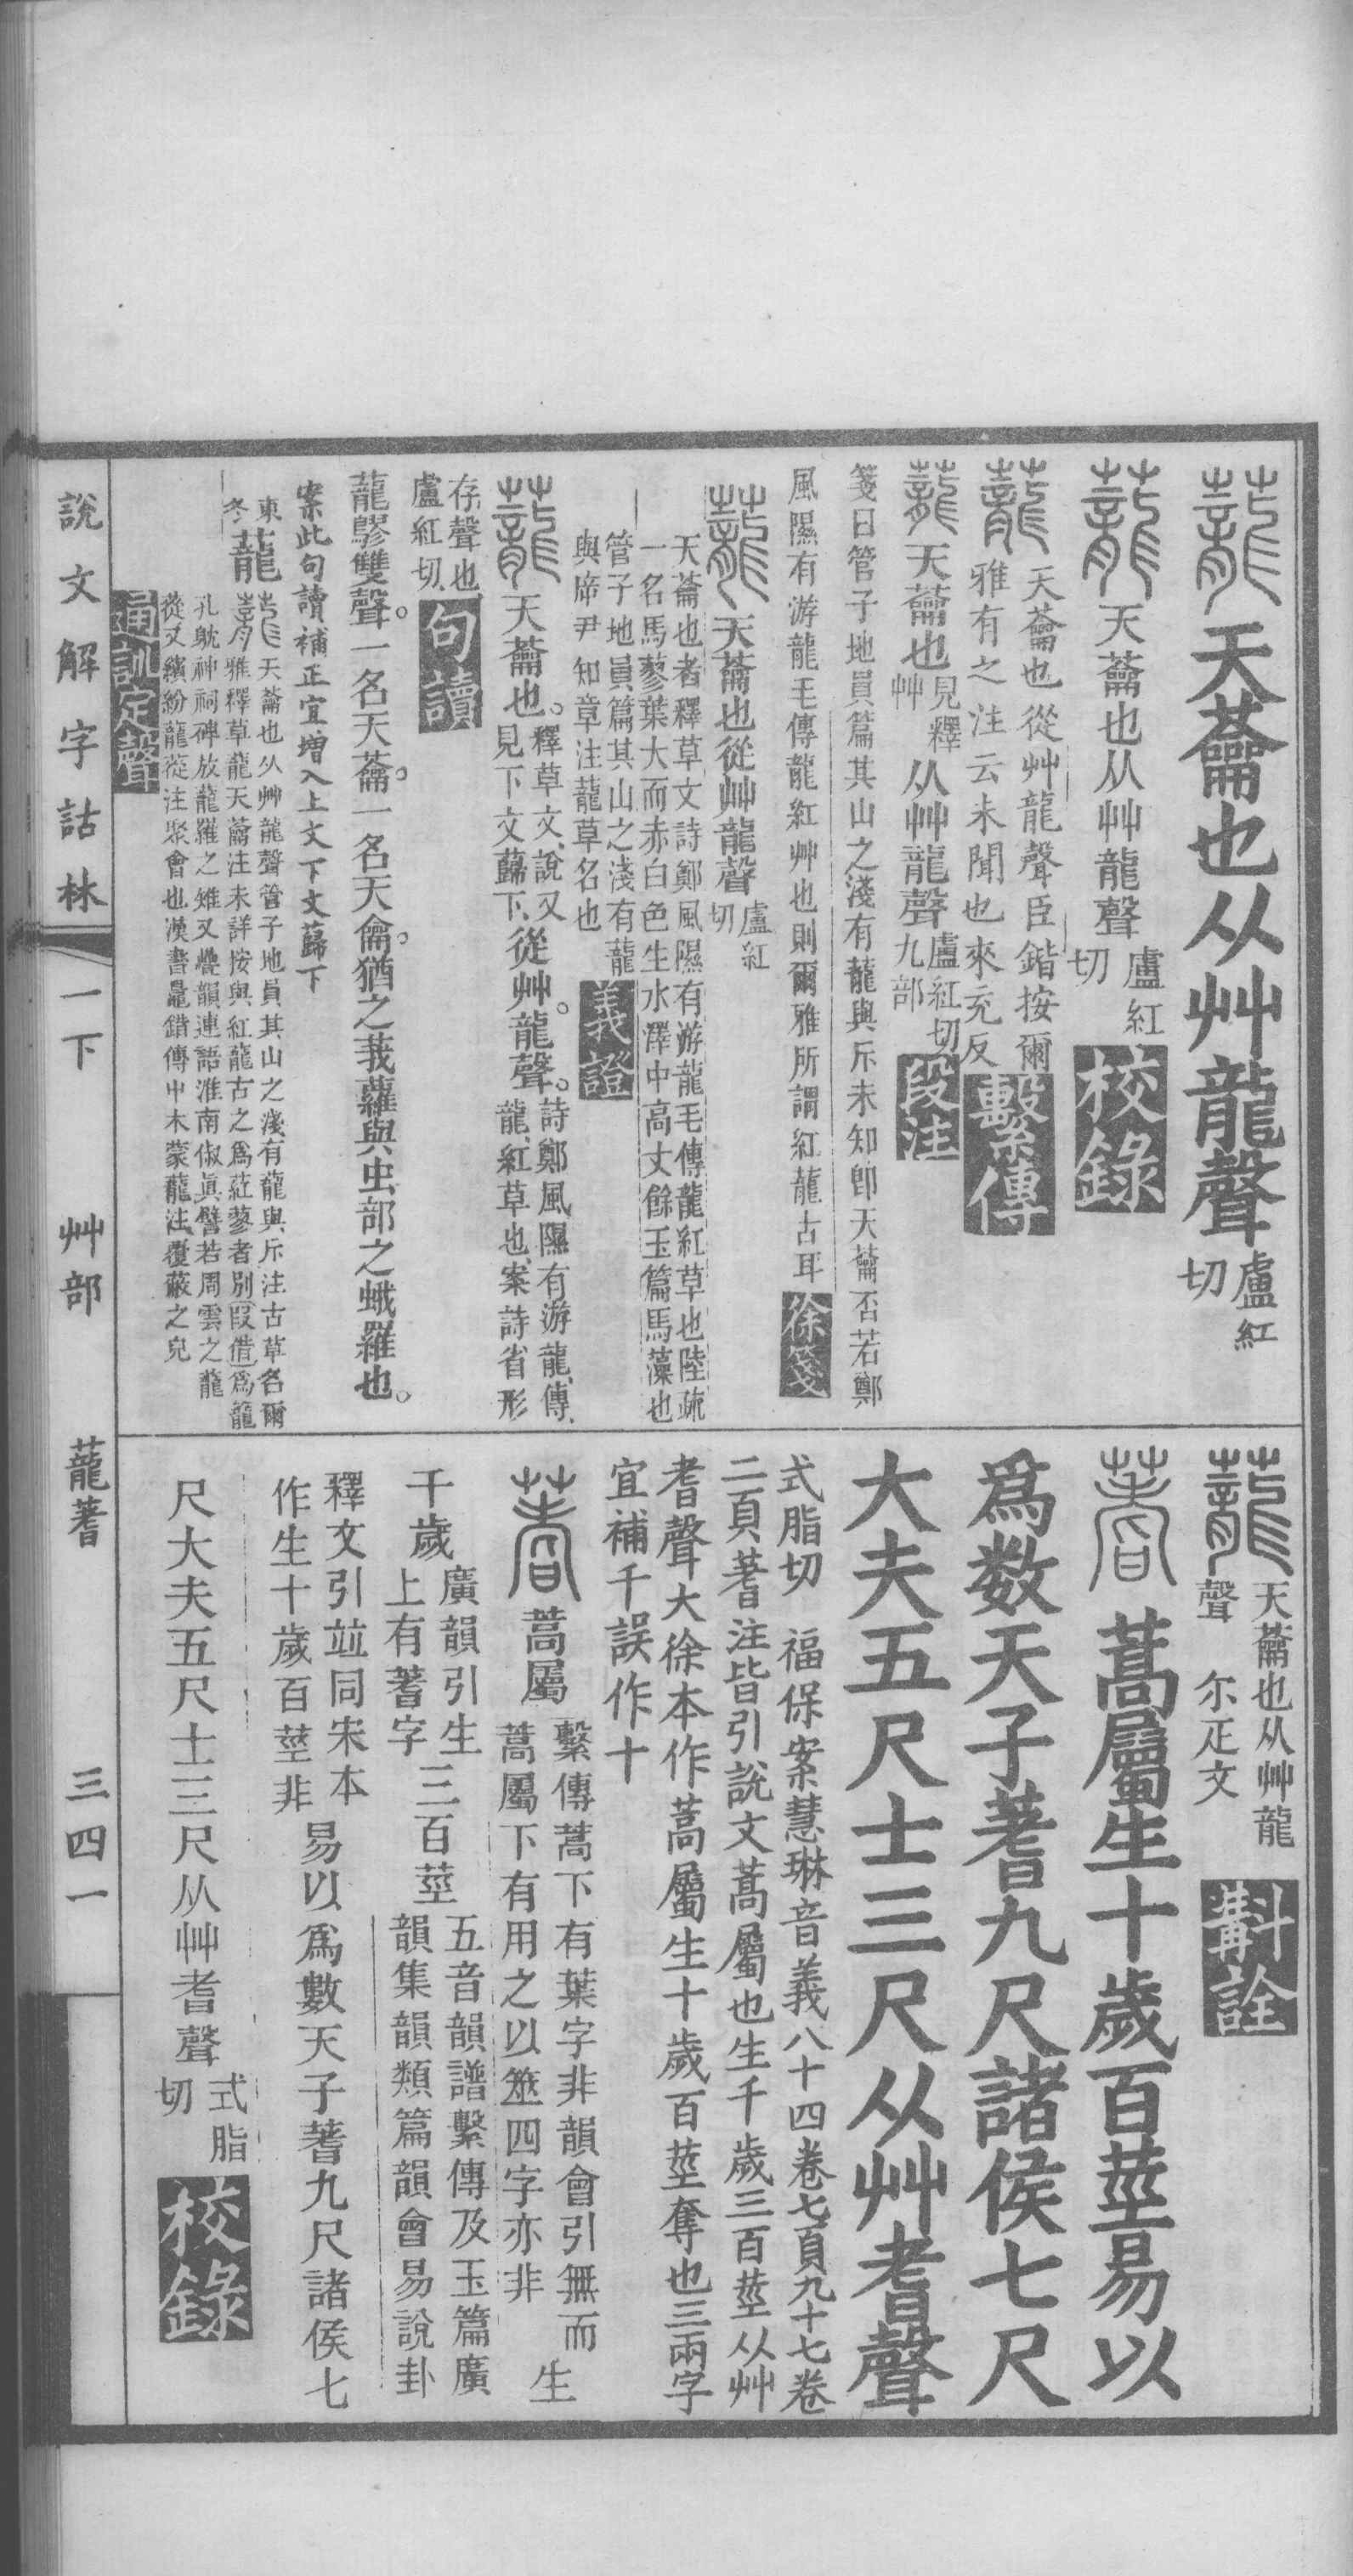 蘢天蘥也从艸龍聲盧紅切
蘢天蘥也从艸龍聲盧紅切校錄
蘢天蘥也從艸龍聲臣鍇按爾
雅有之注云未聞也來充反繫傳
蘢天蘥也見釋艸从艸龍聲盧紅切九部段注
箋曰管子地員篇其山之淺有蘢與斥未知卽天蘥否若鄭
風隰有游龍毛傳龍紅艸也則爾雅所謂紅龍古耳徐箋
蘢天蘥也從艸龍聲盧紅切
天蘥也者釋草文詩鄭風隰有游龍毛傳龍紅草也陸疏
一名馬蓼葉大而赤白色生水澤中高丈餘玉篇馬藻也
管子地員篇其山之淺有蘢
與席尹知章注蘢草名也義證
蘢天蘥也。釋草文、說又見下文蘬下、從艸。龍聲。詩鄭風隰有游龍、傳、龍、紅草也、案詩省形
存聲也盧紅切、句讀
蘢鷚雙聲。一名天蘥。一名天鸙。猶之莪蘿與虫部之蛾羅也。
案此句讀補正宜增入上文下文蘬下
東冬蘢
蘢天蘥也从艸龍聲管子地員其山之淺有蘢與斥注古草名爾
雅釋草蘢天蘥注未詳按與紅蘢古之爲葒蓼者別叚借爲籠
孔耽神祠碑放蘢羅之雉又疊韻連語淮南俶眞譬若周雲之蘢
蓯又繽紛蘢蓯注聚會也漢書鼂錯傳屮木蒙蘢注覆蔽之皃
通訓定聲
蘢天蘥也从艸龍聲 尒疋文斠詮
蓍蒿屬生十歲百莖易以
爲数天子蓍九尺諸侯七尺
大夫五尺士三尺从艸耆聲
式脂切 福保案慧琳音義八十四卷七頁九十七卷
二頁蓍注皆引說文蒿屬也生千歲三百莖从艸
耆聲大徐本作蒿屬生十歲百莖奪也三兩字
宜補千誤作十
蓍蒿屬繫傳蒿下有葉字非韻會引無而蒿屬下有用之以筮四字亦非生
千歲廣韻引生上有蓍字三百莖五音韻譜繫傳及玉篇廣韻集韻類篇韻會易說卦
釋文引竝同宋本作生十歲百莖非易以爲數天子蓍九尺諸侯七
尺大夫五尺士三尺从艸耆聲式脂切校錄
說文解字詁林 一下 艸部 蘢蓍 三四一